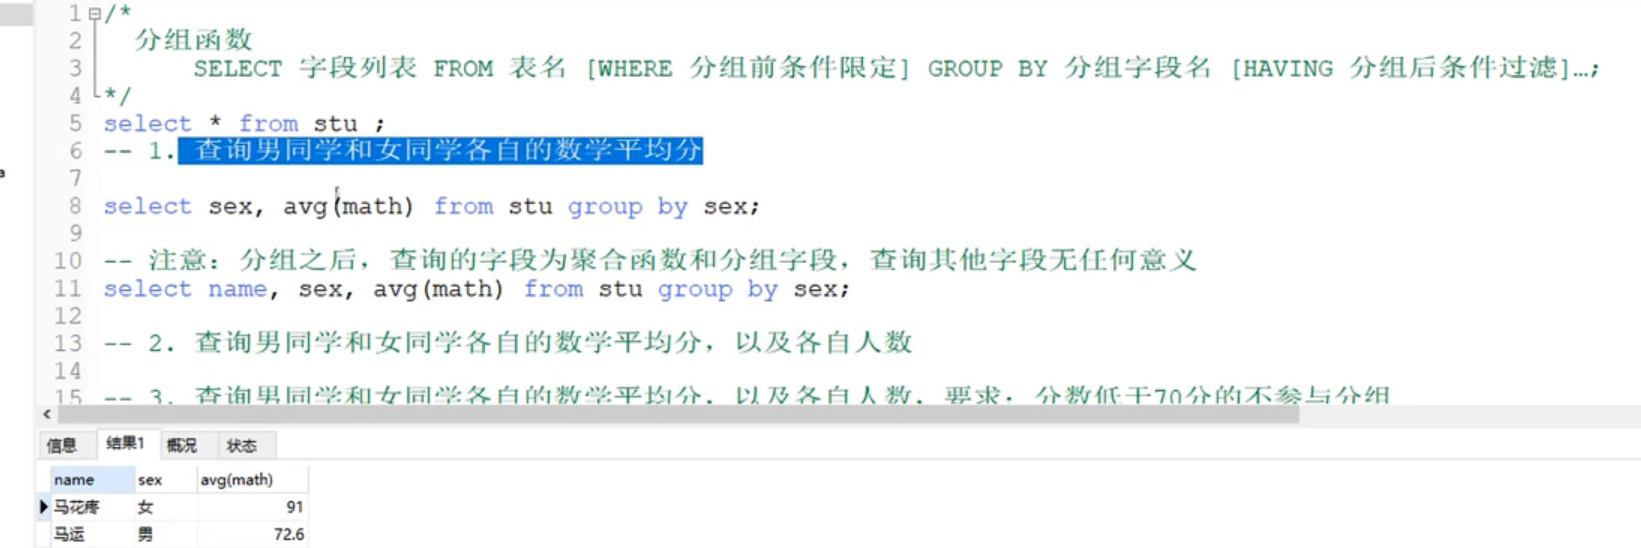 1 /*
2 分组函数
3 SELECT 字段列表 FROM 表名 [WHERE 分组前条件限定] GROUP BY 分组字段名 [HAVING 分组后条件过滤]…;
4 */
5 select * from stu ;
6 -- 1. 查询男同学和女同学各自的数学平均分
7
8 select sex, avg(math) from stu group by sex;
9
10 -- 注意：分组之后，查询的字段为聚合函数和分组字段，查询其他字段无任何意义
11 select name, sex, avg(math) from stu group by sex;
12
13 -- 2. 查询男同学和女同学各自的数学平均分，以及各自人数
14
15 -- 3. 查询男同学和女同学各自的数学平均分，以及各自人数，要求：分数低于70分的不参与分组
信息 结果1 概况 状态
name sex avg(math)
马花疼 女 91
马运 男 72.6